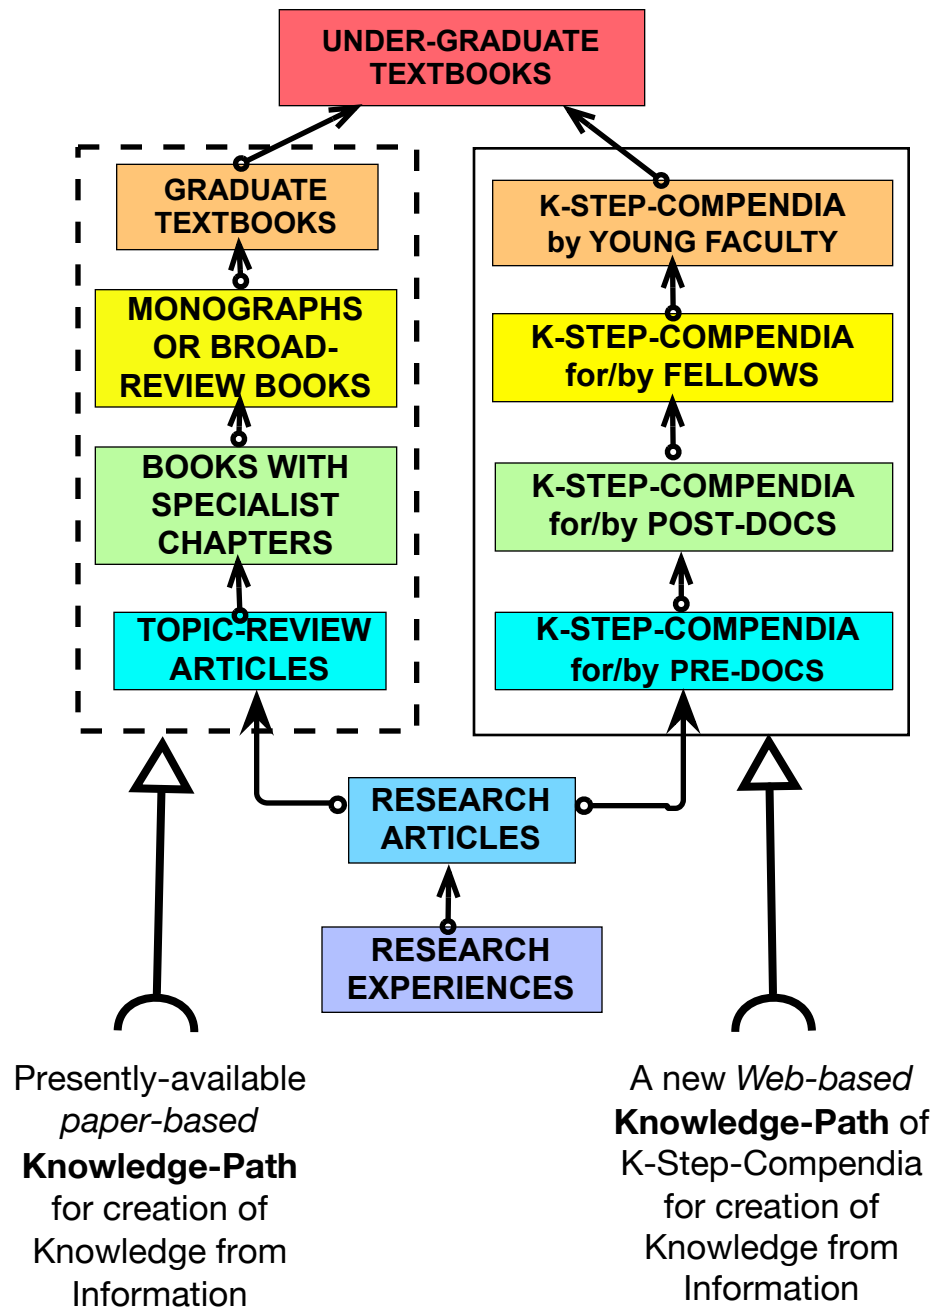 UNDER-GRADUATE
TEXTBOOKS
GRADUATE
TEXTBOOKS
MONOGRAPHS
OR BROAD-
REVIEW BOOKS
BOOKS WITH
SPECIALIST
CHAPTERS
TOPIC-REVIEW
ARTICLES
K-STEP-COMPENDIA
by YOUNG FACULTY
K-STEP-COMPENDIA
for/by FELLOWS
K-STEP-COMPENDIA
for/by POST-DOCS
K-STEP-COMPENDIA
for/by PRE-DOCS
RESEARCH
ARTICLES
RESEARCH
EXPERIENCES
Presently-available
paper-based
Knowledge-Path
for creation of
Knowledge from
Information
A new Web-based
Knowledge-Path of
K-Step-Compendia
for creation of
Knowledge from
Information